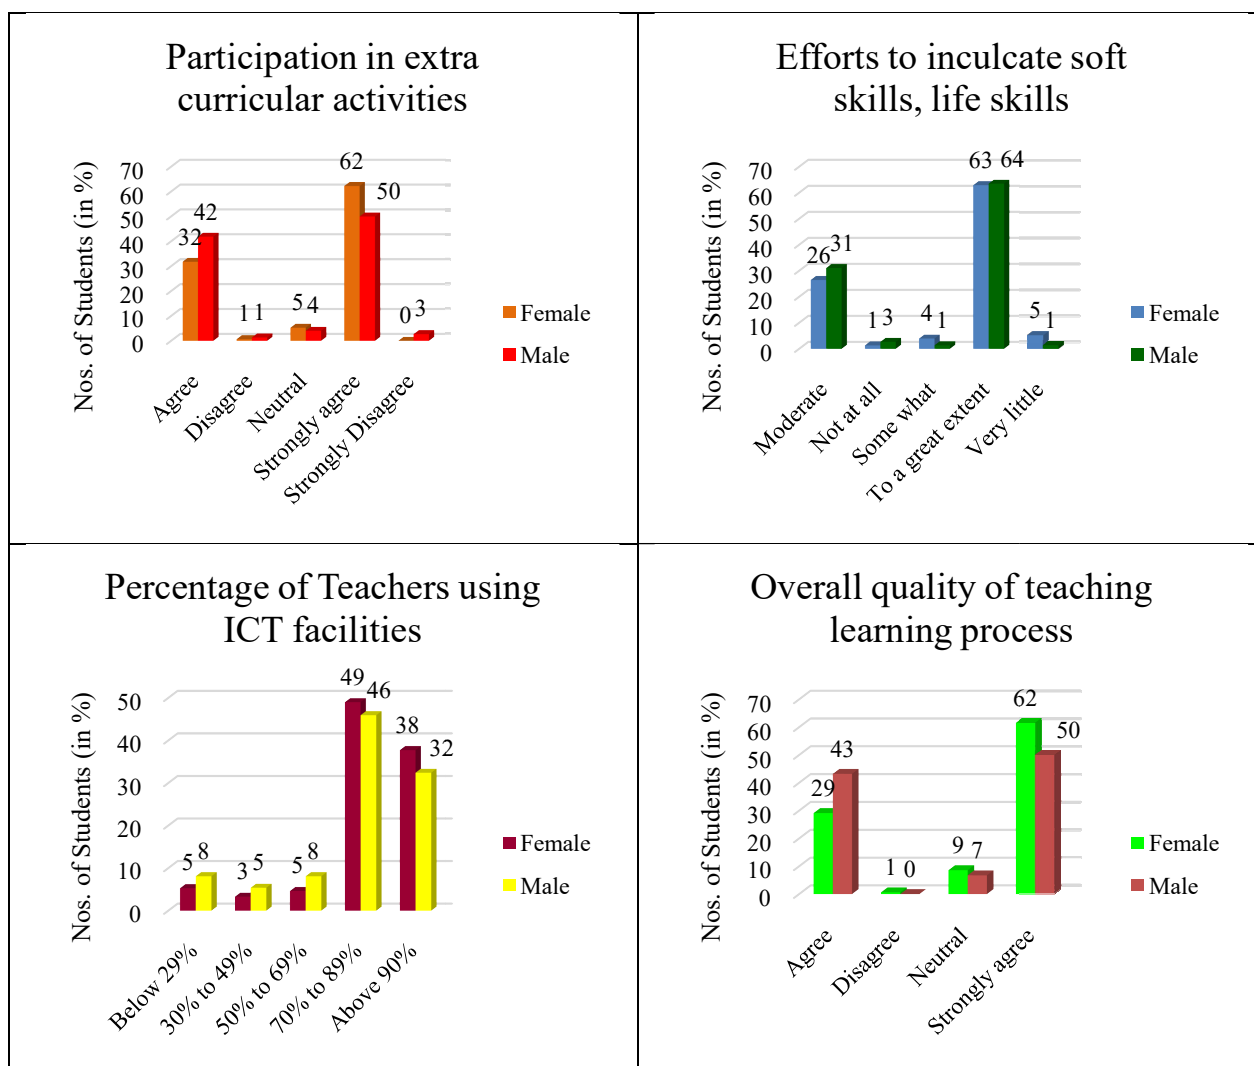 Participation in extra
curricular activities
Nos. of Students (in %)
70
60
50
40
30
20
10
0
32
42
1
1
5
4
62
50
0
3
Agree
Disagree
Neutral
Strongly agree
Strongly Disagree
Female
Male
Efforts to inculcate soft
skills, life skills
Nos. of Students (in %)
70
60
50
40
30
20
10
0
26
31
1
3
4
1
63
64
5
1
Moderate
Not at all
Some what
To a great extent
Very little
Female
Male
Percentage of Teachers using
ICT facilities
Nos. of Students (in %)
50
40
30
20
10
0
5
8
3
5
5
8
49
46
38
32
Below 29%
30% to 49%
50% to 69%
70% to 89%
Above 90%
Female
Male
Overall quality of teaching
learning process
Nos. of Students (in %)
70
60
50
40
30
20
10
0
29
43
1
0
9
7
62
50
Agree
Disagree
Neutral
Strongly agree
Female
Male